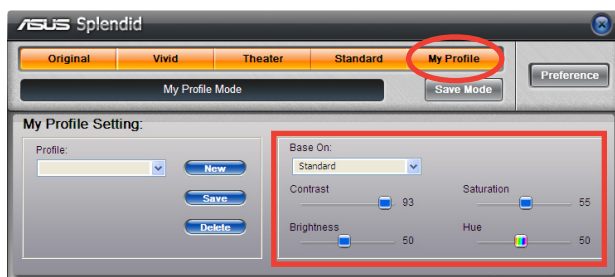 ASUS Splendid
Original Vivid Theater Standard My Profile
My Profile Mode Save Mode Preference
My Profile Setting:
Profile:
New
Save
Delete
Base On:
Standard
Contrast 93
Saturation 55
Brightness 50
Hue 50